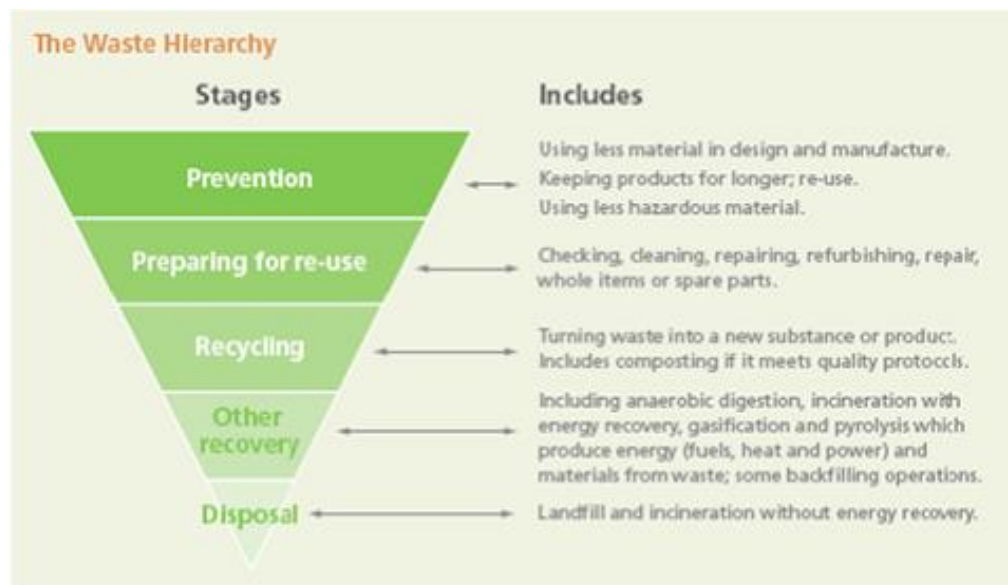 The Waste Hierarchy
Stages
Includes
Prevention
Using less material in design and manufacture.
Keeping products for longer; re-use.
Using less hazardous material.
Preparing for re-use
Checking, cleaning, repairing, refurbishing, repair,
whole items or spare parts.
Recycling
Turning waste into a new substance or product.
Includes composting if it meets quality protocols.
Other
recovery
Including anaerobic digestion, incineration with
energy recovery, gasification and pyrolysis which
produce energy (fuels, heat and power) and
materials from waste; some backfilling operations.
Disposal
Landfill and incineration without energy recovery.